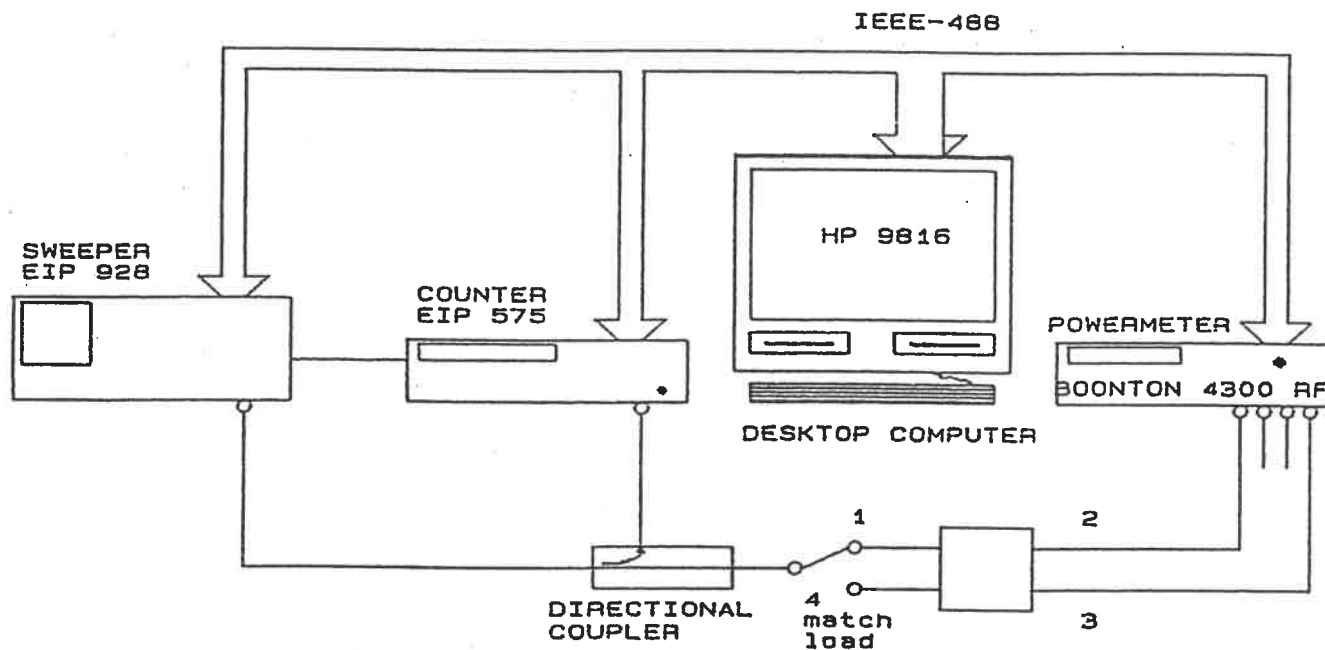 IEEE-488
SWEEPER
EIP 928
COUNTER
EIP 575
HP 9816
POWERMETER
BOONTON 4300 RF
DESKTOP COMPUTER
1
2
DIRECTIONAL
COUPLER
4
match
load
3